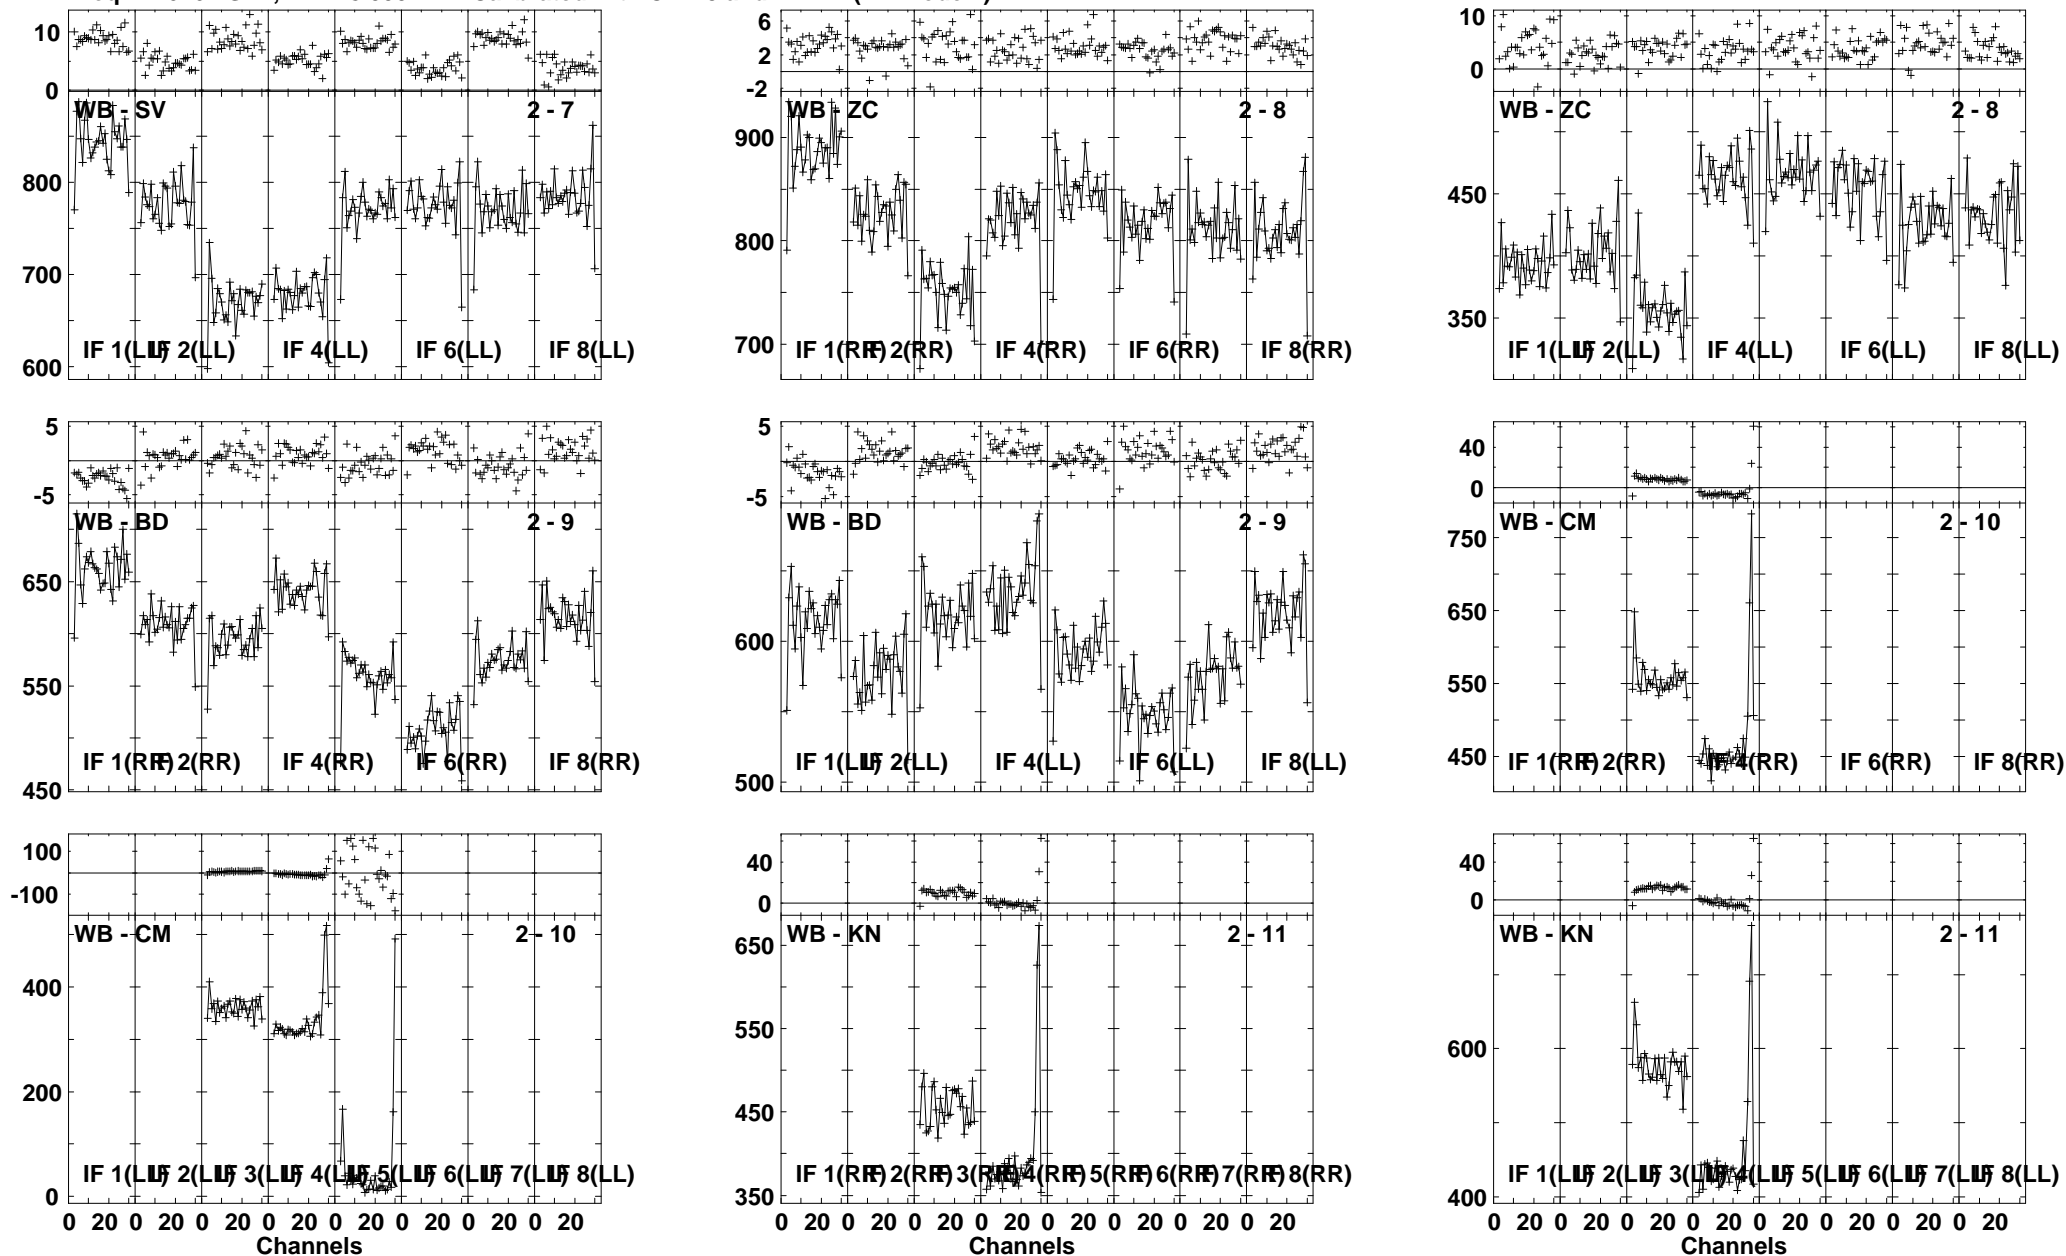 10
0
WB - SV
2 - 7
800
700
600
IF 1(LL)
IF 2(LL)
IF 4(LL)
IF 6(LL)
IF 8(LL)
6
2
-2
WB - ZC
2 - 8
900
800
700
IF 1(RR)
IF 2(RR)
IF 4(RR)
IF 6(RR)
IF 8(RR)
10
0
WB - ZC
2 - 8
450
350
IF 1(LL)
IF 2(LL)
IF 4(LL)
IF 6(LL)
IF 8(LL)
5
-5
WB - BD
2 - 9
650
550
450
IF 1(RR)
IF 2(RR)
IF 4(RR)
IF 6(RR)
IF 8(RR)
5
-5
WB - BD
2 - 9
600
500
IF 1(LL)
IF 2(LL)
IF 4(LL)
IF 6(LL)
IF 8(LL)
40
0
WB - CM
2 - 10
750
650
550
450
IF 1(RR)
IF 2(RR)
IF 4(RR)
IF 6(RR)
IF 8(RR)
100
-100
WB - CM
2 - 10
400
200
0
IF 1(LL)
IF 2(LL)
IF 3(LL)
IF 4(LL)
IF 5(LL)
IF 6(LL)
IF 7(LL)
IF 8(LL)
0 20 0 20 0 20 0 20 0 20 0 20 0 20 0 20
Channels
40
0
WB - KN
2 - 11
650
550
450
350
IF 1(RR)
IF 2(RR)
IF 3(RR)
IF 4(RR)
IF 5(RR)
IF 6(RR)
IF 7(RR)
IF 8(RR)
0 20 0 20 0 20 0 20 0 20 0 20 0 20 0 20
Channels
40
0
WB - KN
2 - 11
600
400
IF 1(LL)
IF 2(LL)
IF 3(LL)
IF 4(LL)
IF 5(LL)
IF 6(LL)
IF 7(LL)
IF 8(LL)
0 20 0 20 0 20 0 20 0 20 0 20 0 20 0 20
Channels